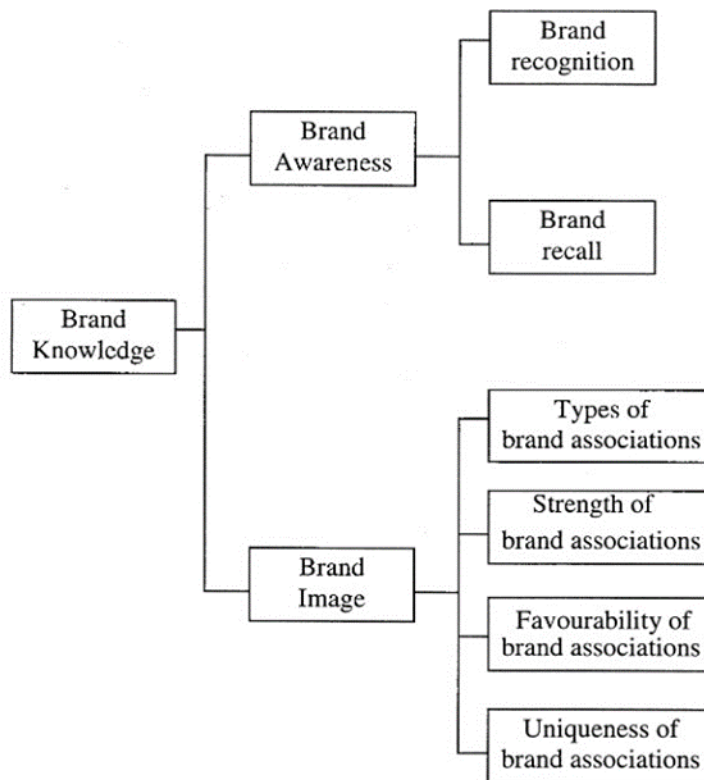 Brand
recognition
Brand
Awareness
Brand
recall
Brand
Knowledge
Types of
brand associations
Strength of
brand associations
Brand
Image
Favourability of
brand associations
Uniqueness of
brand associations